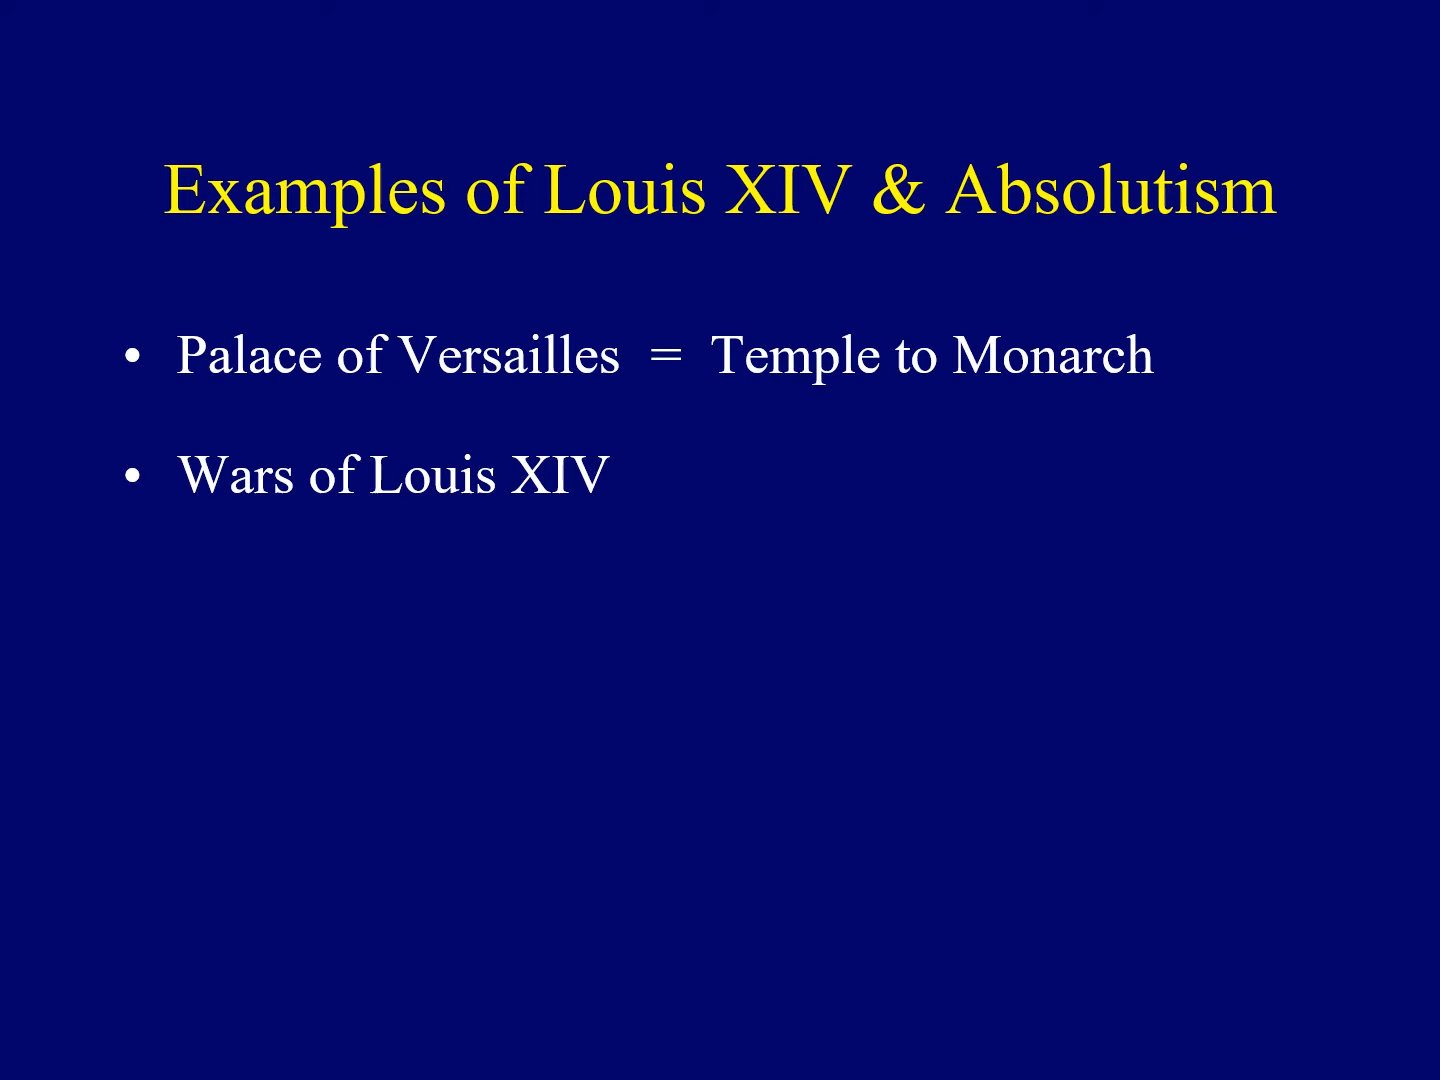 Examples of Louis XIV & Absolutism
• Palace of Versailles = Temple to Monarch
• Wars of Louis XIV